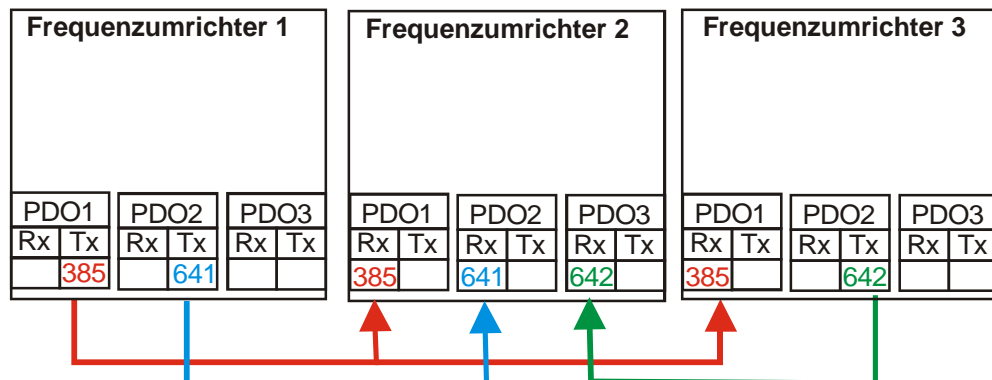 Frequenzumrichter 1 Frequenzumrichter 2 Frequenzumrichter 3
PDO1 PDO2 PDO3 PDO1 PDO2 PDO3 PDO1 PDO2 PDO3
Rx Tx Rx Tx Rx Tx Rx Tx Rx Tx Rx Tx Rx Tx Rx Tx Rx Tx
385 641 385 641 642 385 642